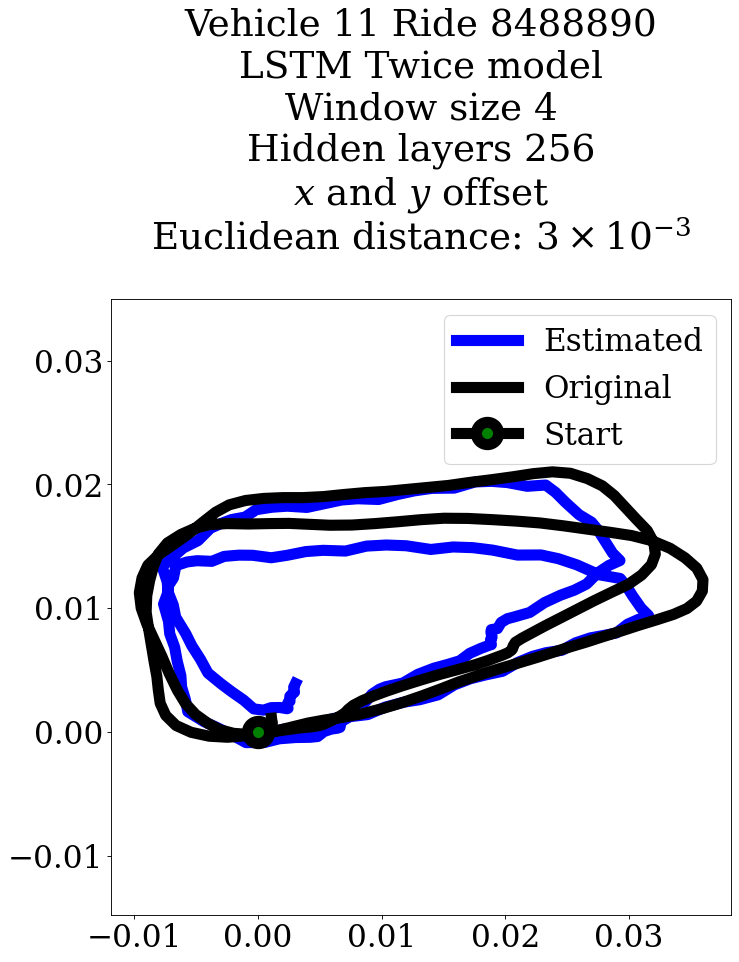 Vehicle 11 Ride 8488890
LSTM Twice model
Window size 4
Hidden layers 256
x and y offset
Euclidean distance: 3 × 10⁻³
Estimated
Original
Start
0.03
0.02
0.01
0.00
−0.01
−0.01 0.00 0.01 0.02 0.03